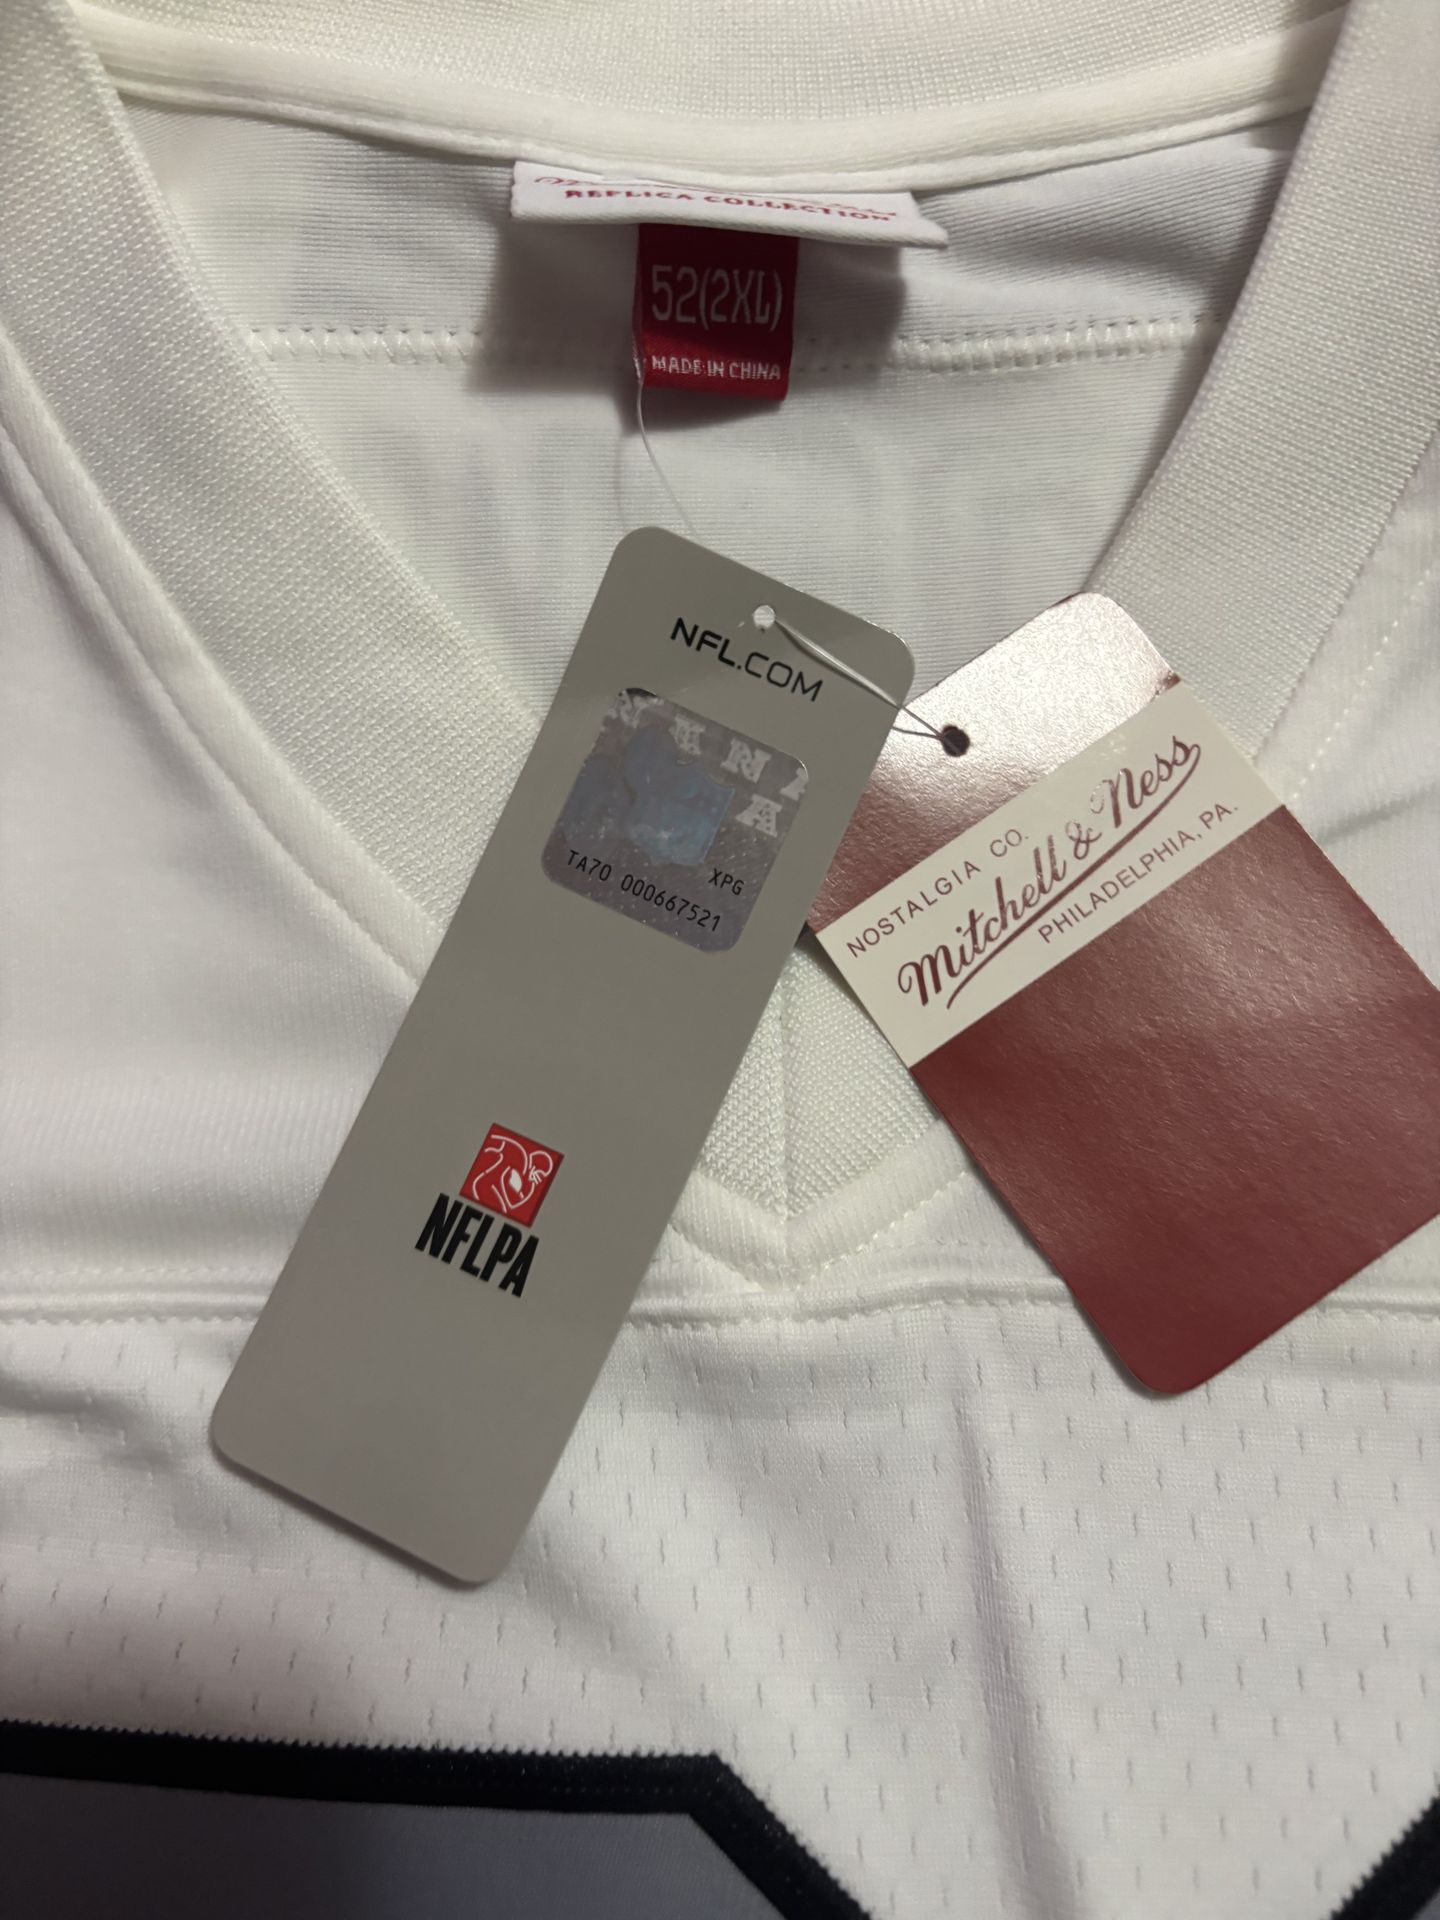 REPLICA COLLECTION
52(2XL)
MADE IN CHINA
NFL.COM
N
A
XPG
TA70 000667521
NFLPA
NOSTALGIA CO.
Mitchell & Ness
PHILADELPHIA, PA.